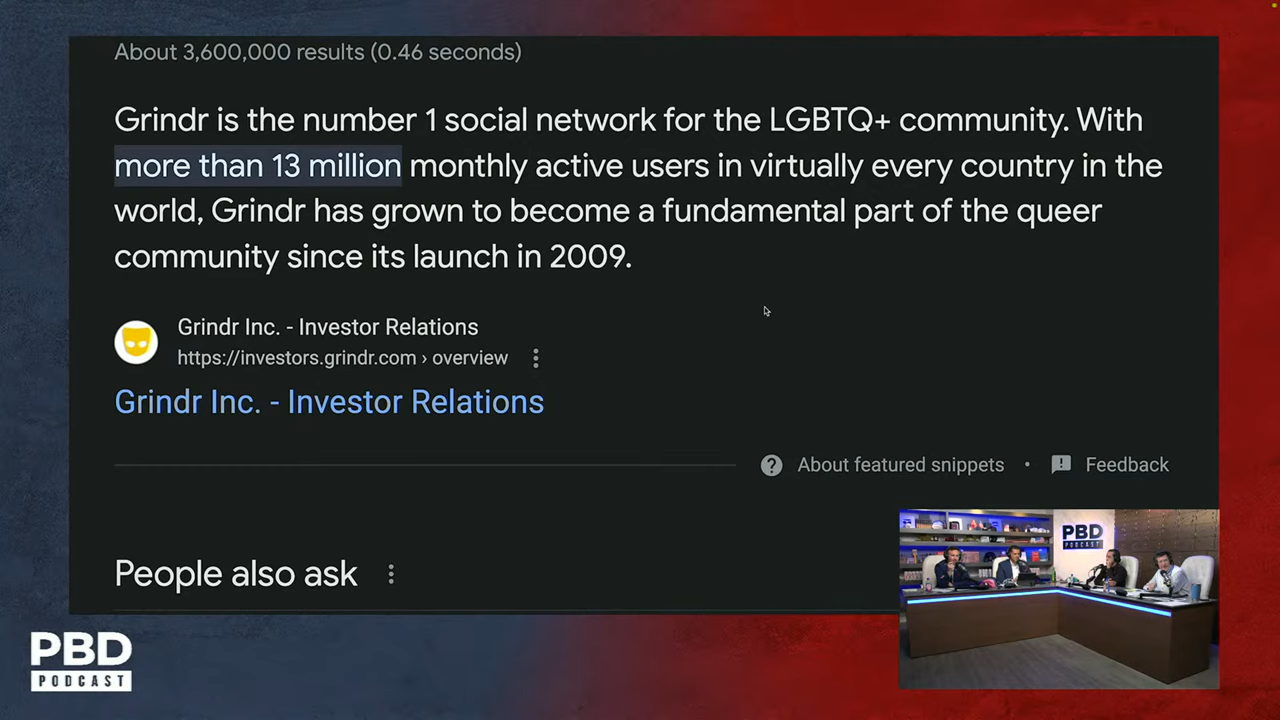 About 3,600,000 results (0.46 seconds)
Grindr is the number 1 social network for the LGBTQ+ community. With
more than 13 million monthly active users in virtually every country in the
world, Grindr has grown to become a fundamental part of the queer
community since its launch in 2009.
Grindr Inc. - Investor Relations
https://investors.grindr.com › overview
Grindr Inc. - Investor Relations
About featured snippets • Feedback
People also ask
PBD
PODCAST
PBD
PODCAST